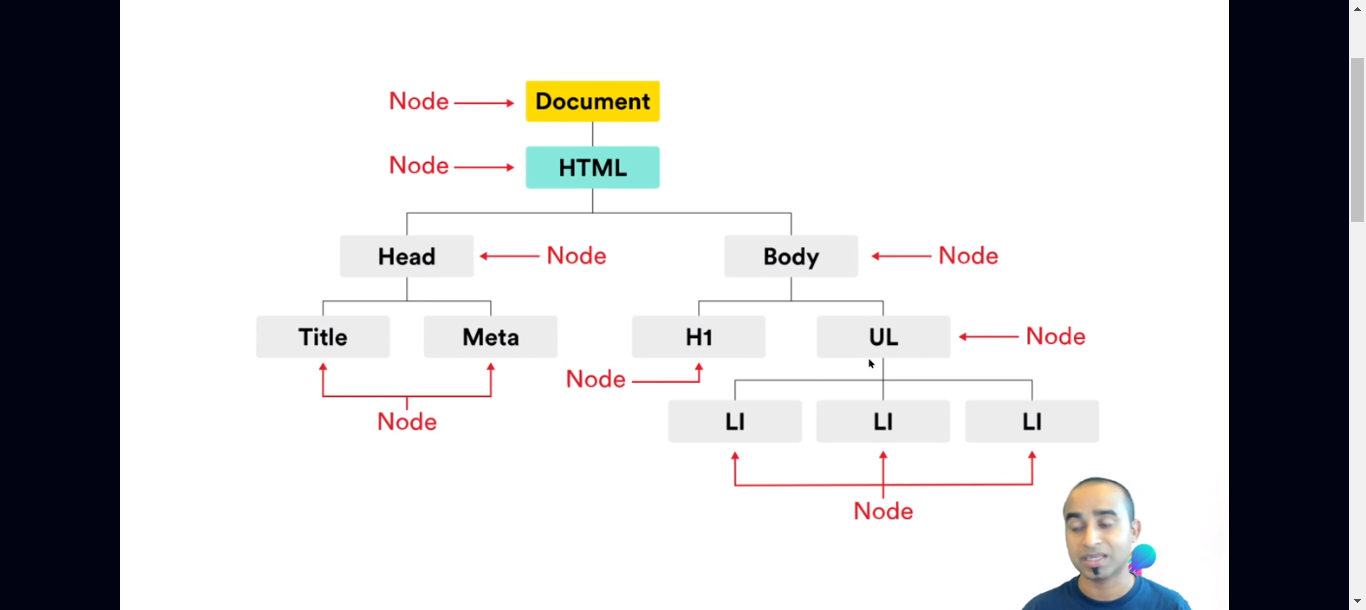 Node
Document
Node
HTML
Head
Node
Body
Node
Title
Meta
H1
UL
Node
Node
Node
LI
LI
LI
Node